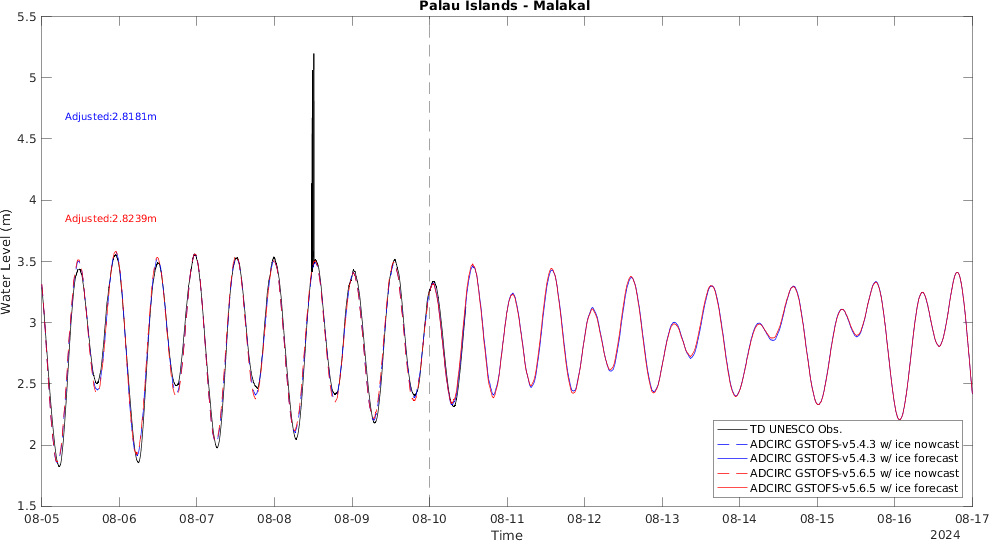 Palau Islands - Malakal
5.5
5
4.5
4
3.5
3
2.5
2
1.5
Water Level (m)
Adjusted:2.8181m
Adjusted:2.8239m
TD UNESCO Obs.
ADCIRC GSTOFS-v5.4.3 w/ ice nowcast
ADCIRC GSTOFS-v5.4.3 w/ ice forecast
ADCIRC GSTOFS-v5.6.5 w/ ice nowcast
ADCIRC GSTOFS-v5.6.5 w/ ice forecast
08-05 08-06 08-07 08-08 08-09 08-10 08-11 08-12 08-13 08-14 08-15 08-16 08-17
Time
2024